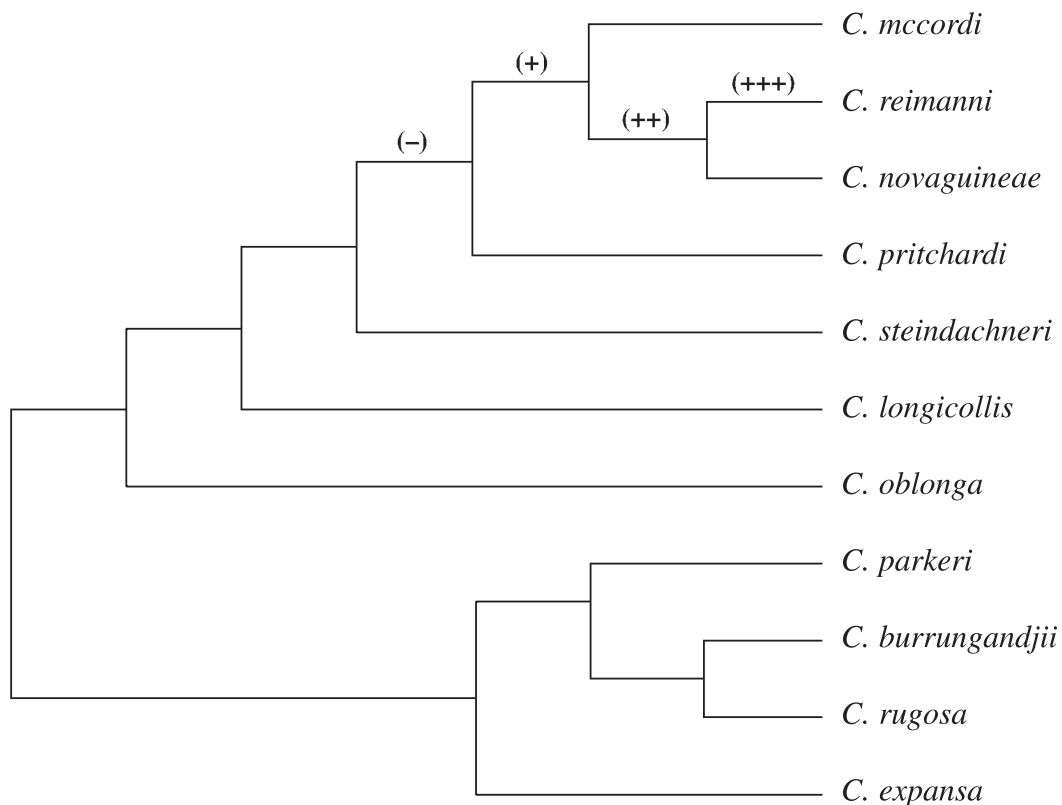 C. mccordi
(+)
(+++)
C. reimanni
(++)
(−)
C. novaguineae
C. pritchardi
C. steindachneri
C. longicollis
C. oblonga
C. parkeri
C. burrungandjii
C. rugosa
C. expansa